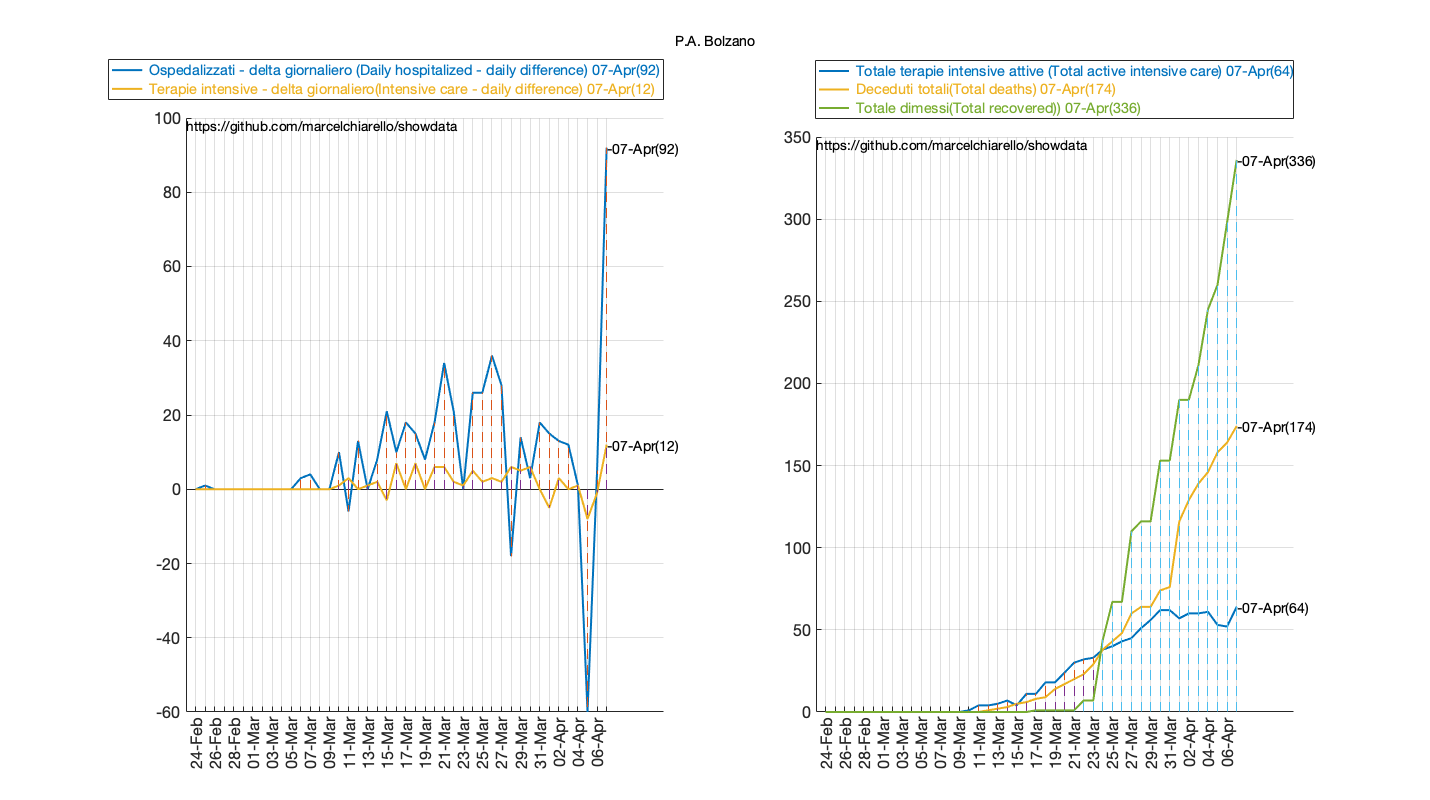 P.A. Bolzano
Ospedalizzati - delta giornaliero (Daily hospitalized - daily difference) 07-Apr(92)
Terapie intensive - delta giornaliero(Intensive care - daily difference) 07-Apr(12)
https://github.com/marcelchiarello/showdata
100
80
60
40
20
0
-20
-40
-60
07-Apr(92)
07-Apr(12)
24-Feb
26-Feb
28-Feb
01-Mar
03-Mar
05-Mar
07-Mar
09-Mar
11-Mar
13-Mar
15-Mar
17-Mar
19-Mar
21-Mar
23-Mar
25-Mar
27-Mar
29-Mar
31-Mar
02-Apr
04-Apr
06-Apr
Totale terapie intensive attive (Total active intensive care) 07-Apr(64)
Deceduti totali(Total deaths) 07-Apr(174)
Totale dimessi(Total recovered)) 07-Apr(336)
https://github.com/marcelchiarello/showdata
350
300
250
200
150
100
50
0
07-Apr(336)
07-Apr(174)
07-Apr(64)
24-Feb
26-Feb
28-Feb
01-Mar
03-Mar
05-Mar
07-Mar
09-Mar
11-Mar
13-Mar
15-Mar
17-Mar
19-Mar
21-Mar
23-Mar
25-Mar
27-Mar
29-Mar
31-Mar
02-Apr
04-Apr
06-Apr